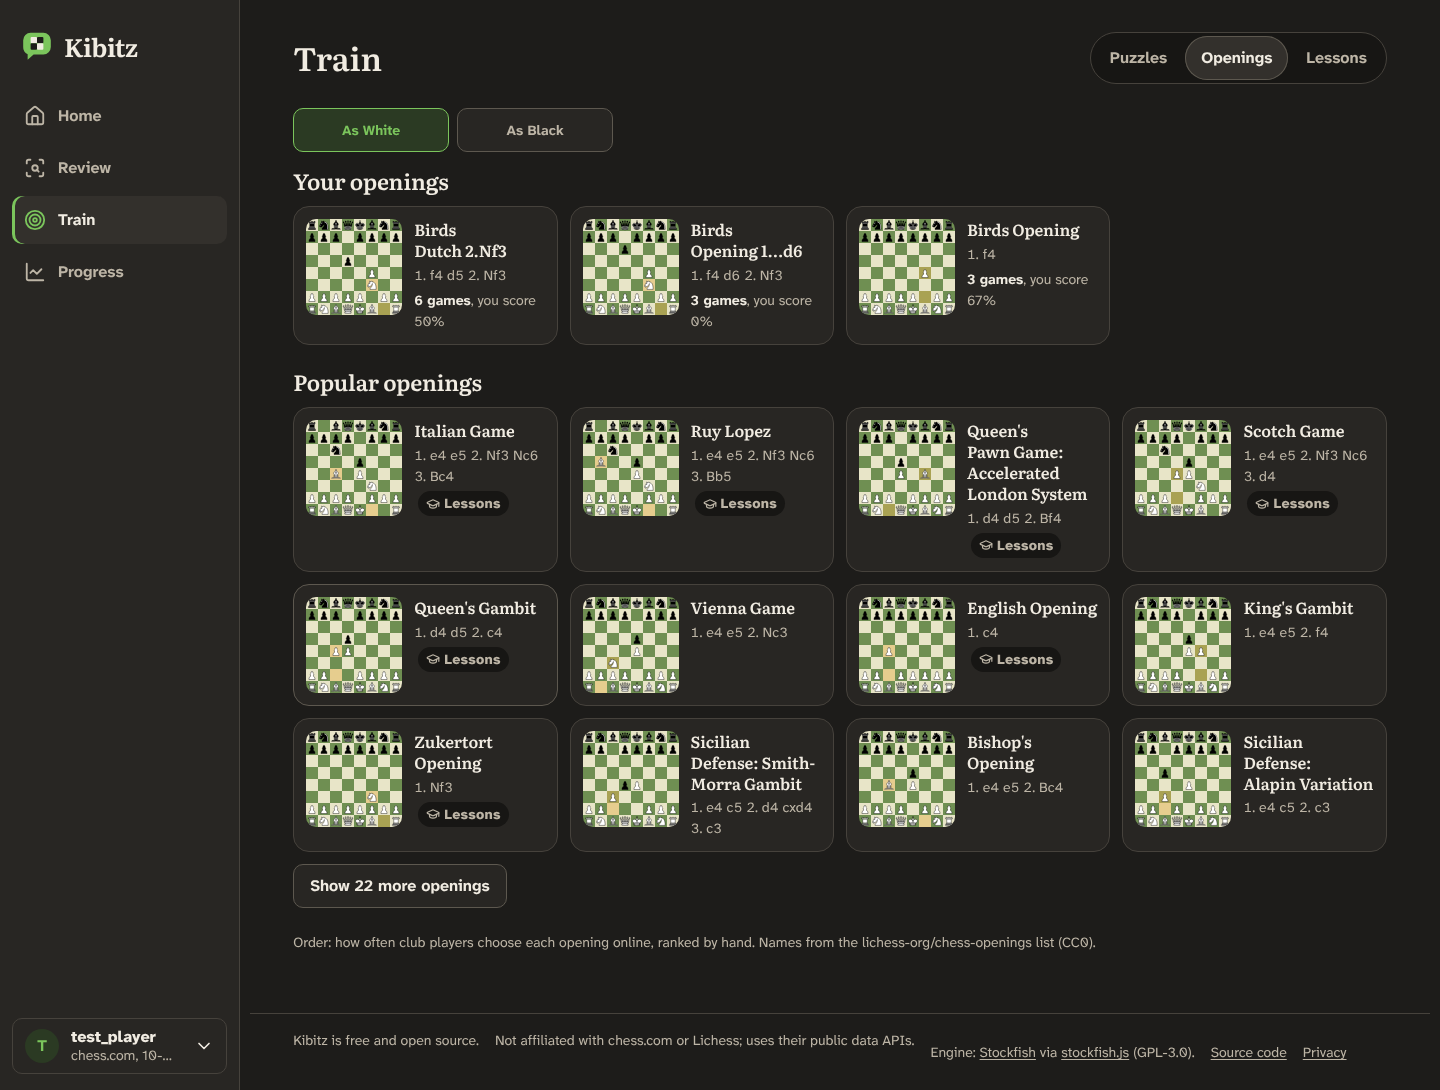 Kibitz
Home
Review
Train
Progress
test_player
chess.com, 10-...
T
Train
Puzzles
Openings
Lessons
As White
As Black
Your openings
Birds
Dutch 2.Nf3
1. f4 d5 2. Nf3
6 games, you score
50%
Birds
Opening 1...d6
1. f4 d6 2. Nf3
3 games, you score
0%
Birds Opening
1. f4
3 games, you score
67%
Popular openings
Italian Game
1. e4 e5 2. Nf3 Nc6
3. Bc4
Lessons
Ruy Lopez
1. e4 e5 2. Nf3 Nc6
3. Bb5
Lessons
Queen's
Pawn Game:
Accelerated
London System
1. d4 d5 2. Bf4
Lessons
Scotch Game
1. e4 e5 2. Nf3 Nc6
3. d4
Lessons
Queen's Gambit
1. d4 d5 2. c4
Lessons
Vienna Game
1. e4 e5 2. Nc3
English Opening
1. c4
Lessons
King's Gambit
1. e4 e5 2. f4
Zukertort
Opening
1. Nf3
Lessons
Sicilian
Defense: Smith-
Morra Gambit
1. e4 c5 2. d4 cxd4
3. c3
Bishop's
Opening
1. e4 e5 2. Bc4
Sicilian
Defense:
Alapin Variation
1. e4 c5 2. c3
Show 22 more openings
Order: how often club players choose each opening online, ranked by hand. Names from the lichess-org/chess-openings list (CC0).
Kibitz is free and open source. Not affiliated with chess.com or Lichess; uses their public data APIs.
Engine: Stockfish via stockfish.js (GPL-3.0). Source code Privacy